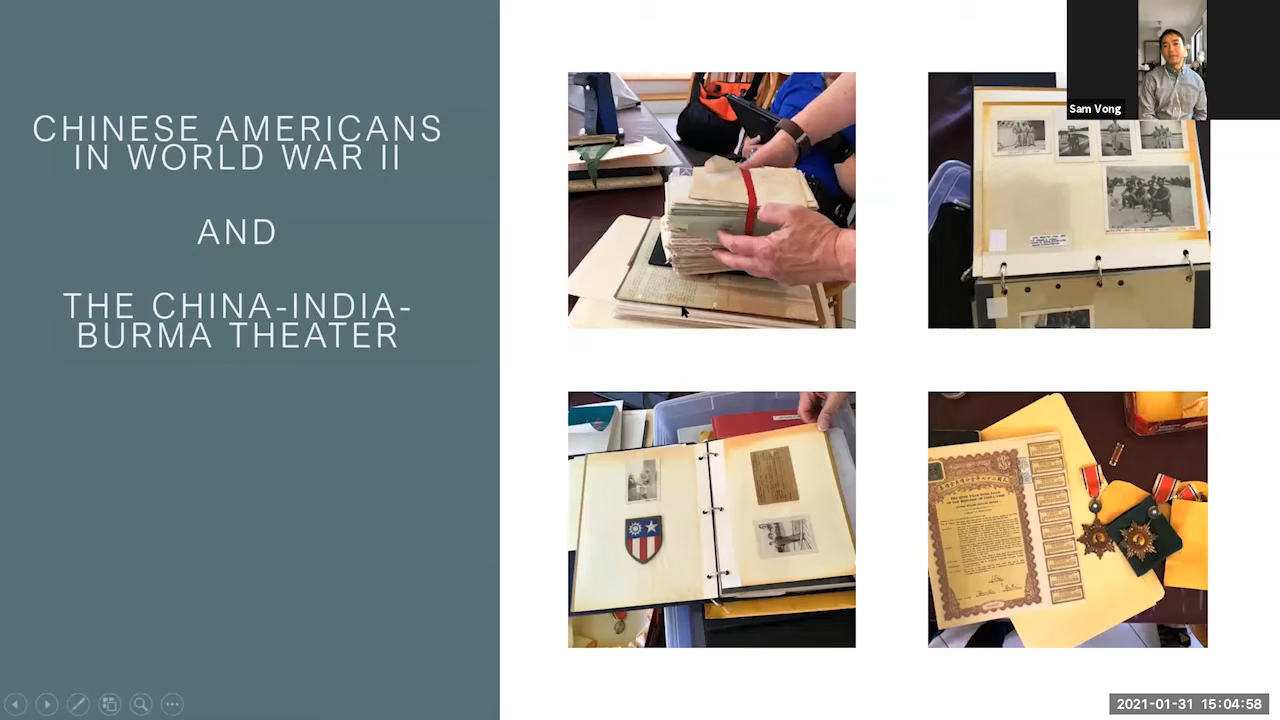 CHINESE AMERICANS
IN WORLD WAR II
AND
THE CHINA-INDIA-
BURMA THEATER
Sam Vong
2021-01-31 15:04:58